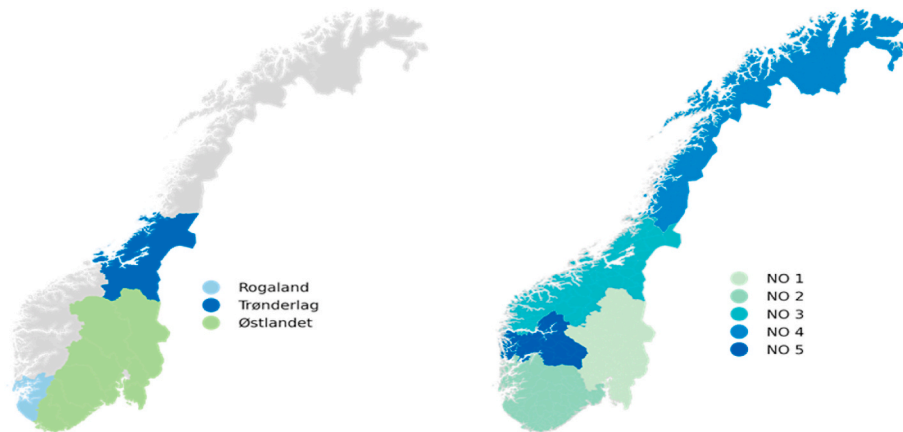 Rogaland
Trønderlag
Østlandet
NO 1
NO 2
NO 3
NO 4
NO 5